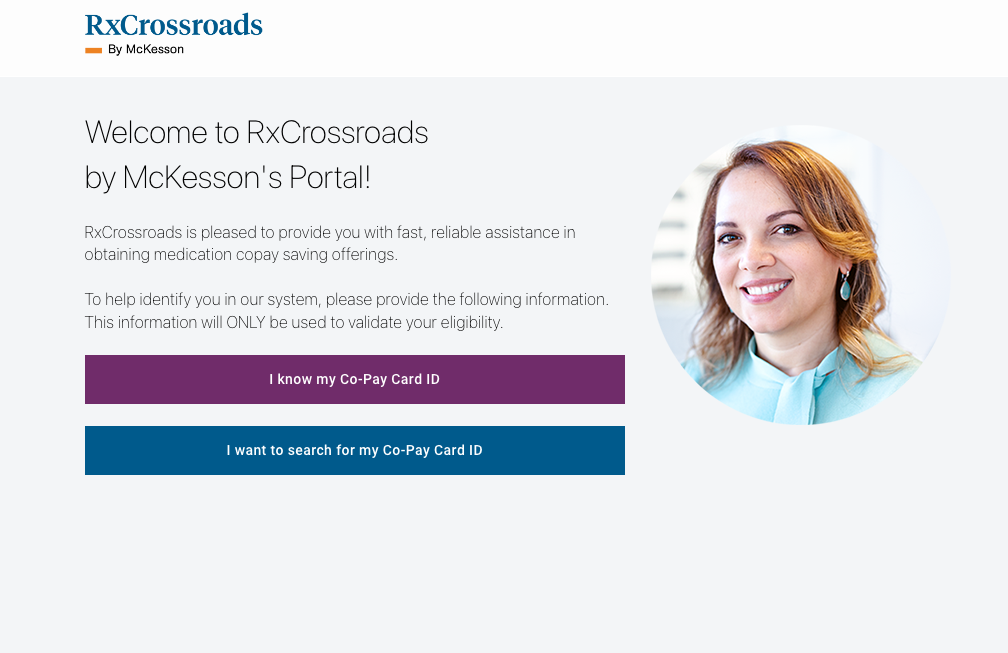 RxCrossroads
By McKesson
Welcome to RxCrossroads
by McKesson's Portal!
RxCrossroads is pleased to provide you with fast, reliable assistance in
obtaining medication copay saving offerings.
To help identify you in our system, please provide the following information.
This information will ONLY be used to validate your eligibility.
I know my Co-Pay Card ID
I want to search for my Co-Pay Card ID